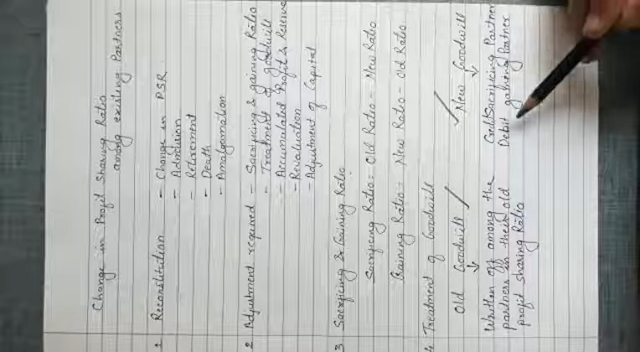 Change in Profit Sharing Ratio
among existing Partners
1 Reconstitution - Change in PSR
- Admission
- Retirement
- Death
- Amalgamation
2 Adjustment required - Sacrificing & gaining Ratio
- Treatment of goodwill
- Accumulated Profit & Reserve
- Revaluation
- Adjustment of Capital
3 Sacrificing & Gaining Ratio
Sacrificing Ratio = Old Ratio - New Ratio
Gaining Ratio = New Ratio - Old Ratio
4 Treatment of Goodwill
Old Goodwill New Goodwill
Written off among the
partners in their old
profit sharing Ratio
Credit Sacrificing Partner
Debit gaining Partner